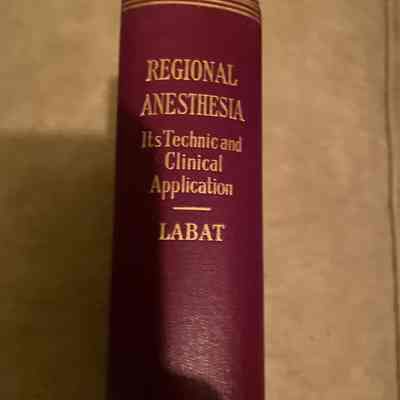 REGIONAL
ANESTHESIA
Its Technic and
Clinical
Application
LABAT